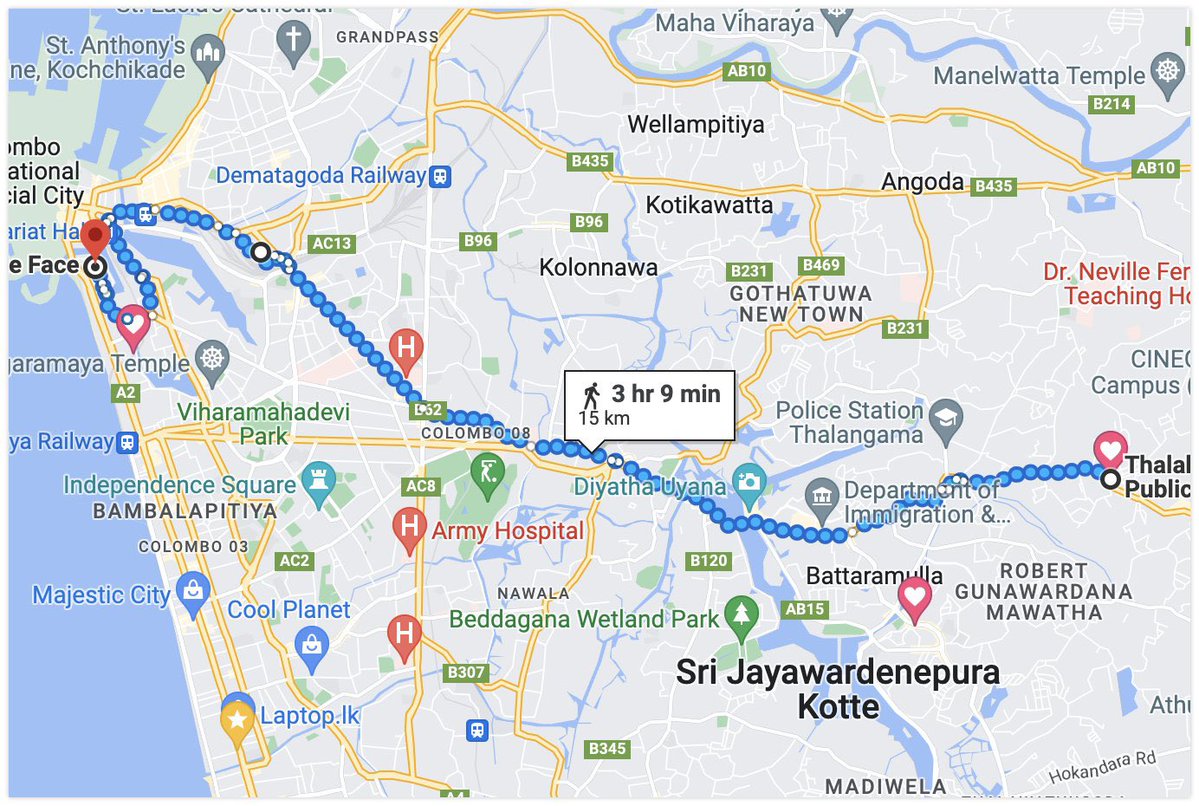 St. Lucia's Cathedral
GRANDPASS
St. Anthony's
ne, Kochchikade
Maha Viharaya
AB10
Manelwatta Temple
B214
Wellampitiya
ombo
ational
cial City
Dematagoda Railway
B435
AB10
Angoda
B435
Kotikawatta
ariat Ha
AC13
B96
B96
e Face
Kolonnawa
B231
B469
GOTHATUWA
NEW TOWN
Dr. Neville Fer
Teaching Ho
B231
H
garamaya Temple
A2
CINEC
Campus
3 hr 9 min
15 km
Viharamahadevi
Park
COLOMBO 08
Police Station
Thalangama
ya Railway
Thalal
Public
Independence Square
BAMBALAPITIYA
AC8
Diyatha Uyana
Department of
Immigration &...
H
Army Hospital
COLOMBO 03
AC2
B120
Battaramulla
ROBERT
GUNAWARDANA
MAWATHA
Majestic City
Cool Planet
NAWALA
Beddagana Wetland Park
AB15
H
B307
Sri Jayawardenepura
Kotte
Laptop.lk
Athu
B345
Hokandara Rd
MADIWELA
A4